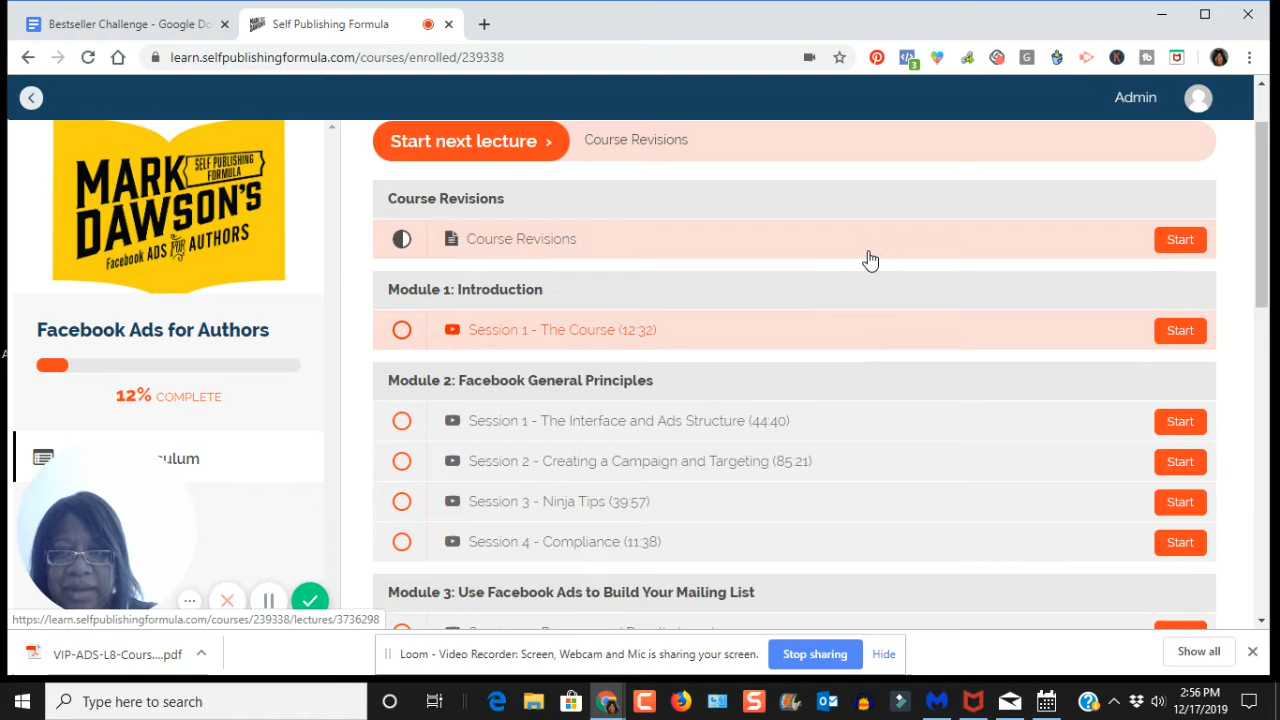 Bestseller Challenge - Google Do
Self Publishing Formula
learn.selfpublishingformula.com/courses/enrolled/239338
3
Admin
MARK
SELF PUBLISHING
FORMULA
DAWSON'S
Facebook ADS FOR AUTHORS
Facebook Ads for Authors
12% COMPLETE
ulum
Start next lecture ›
Course Revisions
Course Revisions
Course Revisions
Start
Module 1: Introduction
Session 1 - The Course (12:32)
Start
Module 2: Facebook General Principles
Session 1 - The Interface and Ads Structure (44:40)
Start
Session 2 - Creating a Campaign and Targeting (85:21)
Start
Session 3 - Ninja Tips (39:57)
Start
Session 4 - Compliance (11:38)
Start
Module 3: Use Facebook Ads to Build Your Mailing List
https://learn.selfpublishingformula.com/courses/239338/lectures/3736298
VIP-ADS-L8-Cours....pdf
Loom - Video Recorder: Screen, Webcam and Mic is sharing your screen.
Stop sharing
Hide
Show all
Type here to search
2:56 PM
12/17/2019